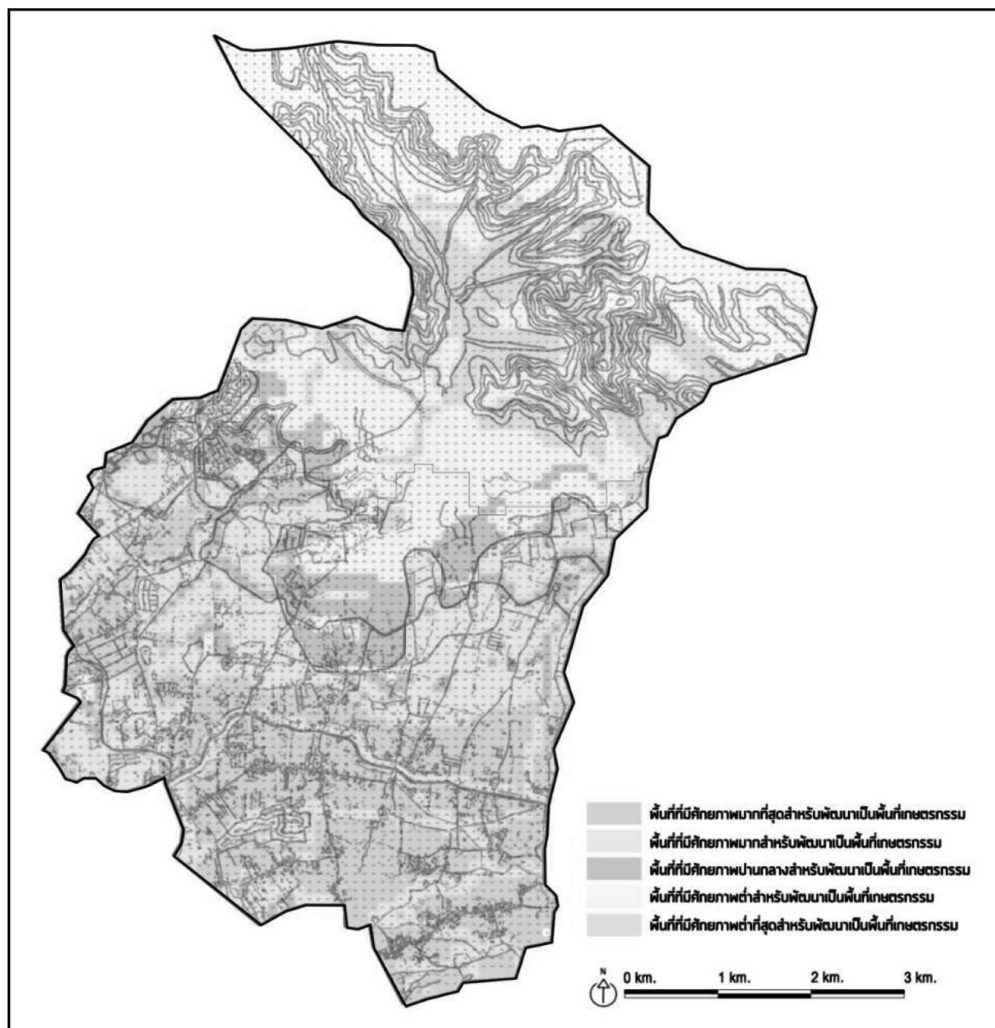 พื้นที่ที่มีศักยภาพมากที่สุดสำหรับพัฒนาเป็นพื้นที่เกษตรกรรม
พื้นที่ที่มีศักยภาพมากสำหรับพัฒนาเป็นพื้นที่เกษตรกรรม
พื้นที่ที่มีศักยภาพปานกลางสำหรับพัฒนาเป็นพื้นที่เกษตรกรรม
พื้นที่ที่มีศักยภาพต่ำสำหรับพัฒนาเป็นพื้นที่เกษตรกรรม
พื้นที่ที่มีศักยภาพต่ำที่สุดสำหรับพัฒนาเป็นพื้นที่เกษตรกรรม
N 0 km. 1 km. 2 km. 3 km.